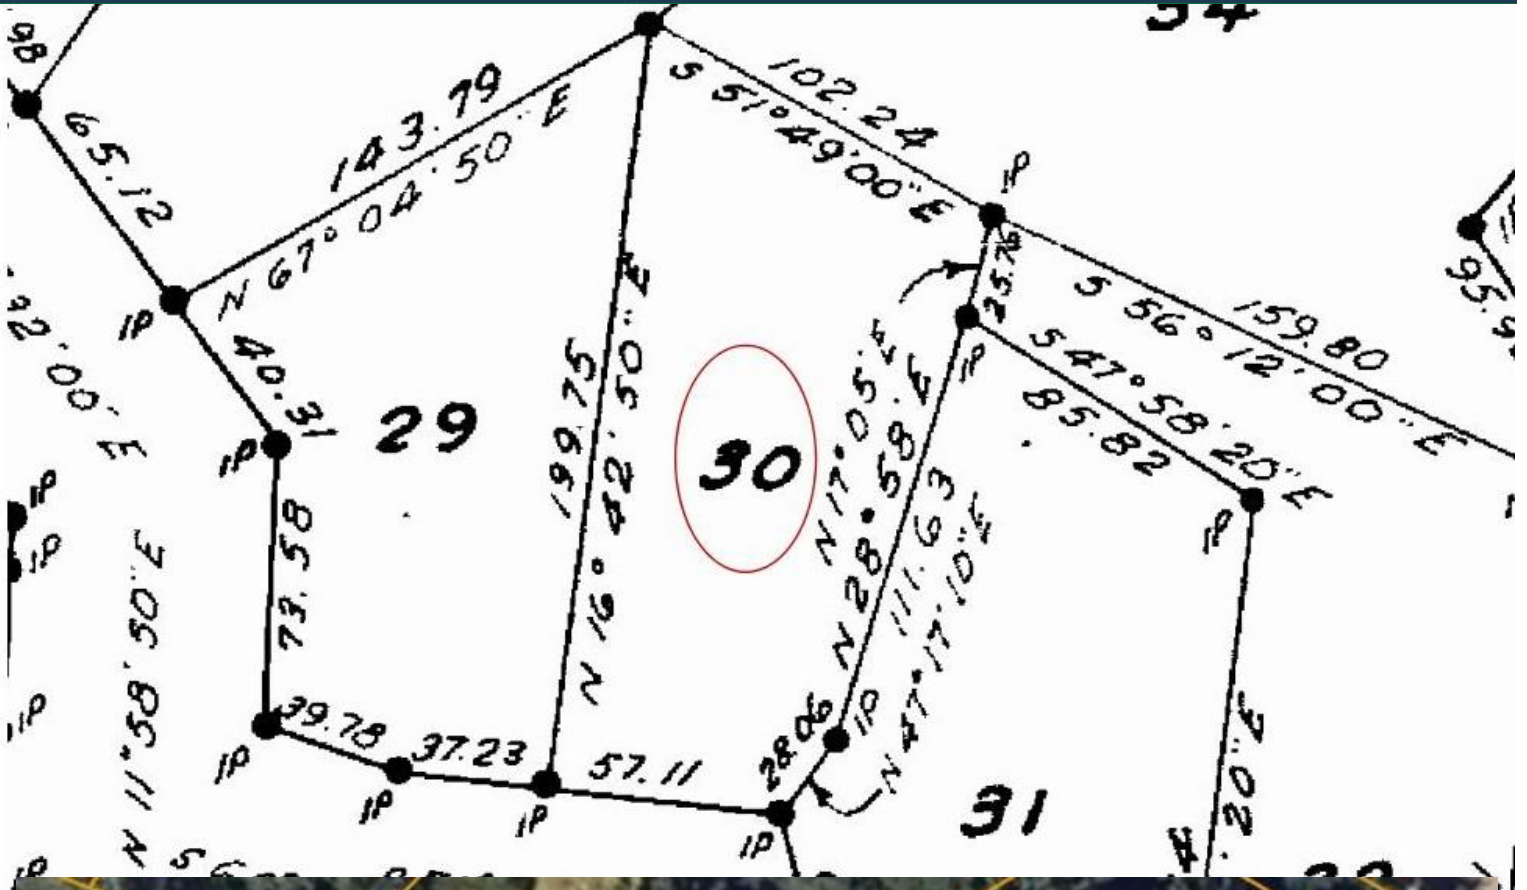 34
65.12
143.79
N 67° 04' 50" E
102.24
S 51° 49' 00" E
IP
25.76
S 56° 12' 00" E
159.80
IP
40.31
IP
29
199.75
N 16° 42' 50" E
30
N 17° 05'
N 28° 58' E
111.63
N 47° 17' 10" E
IP
S 47° 58' 20" E
85.82
IP
IP
IP
73.58
N 11° 58' 50" E
IP
IP
39.78
IP
37.23
IP
57.11
IP
28.06
IP
31
20" E
IP